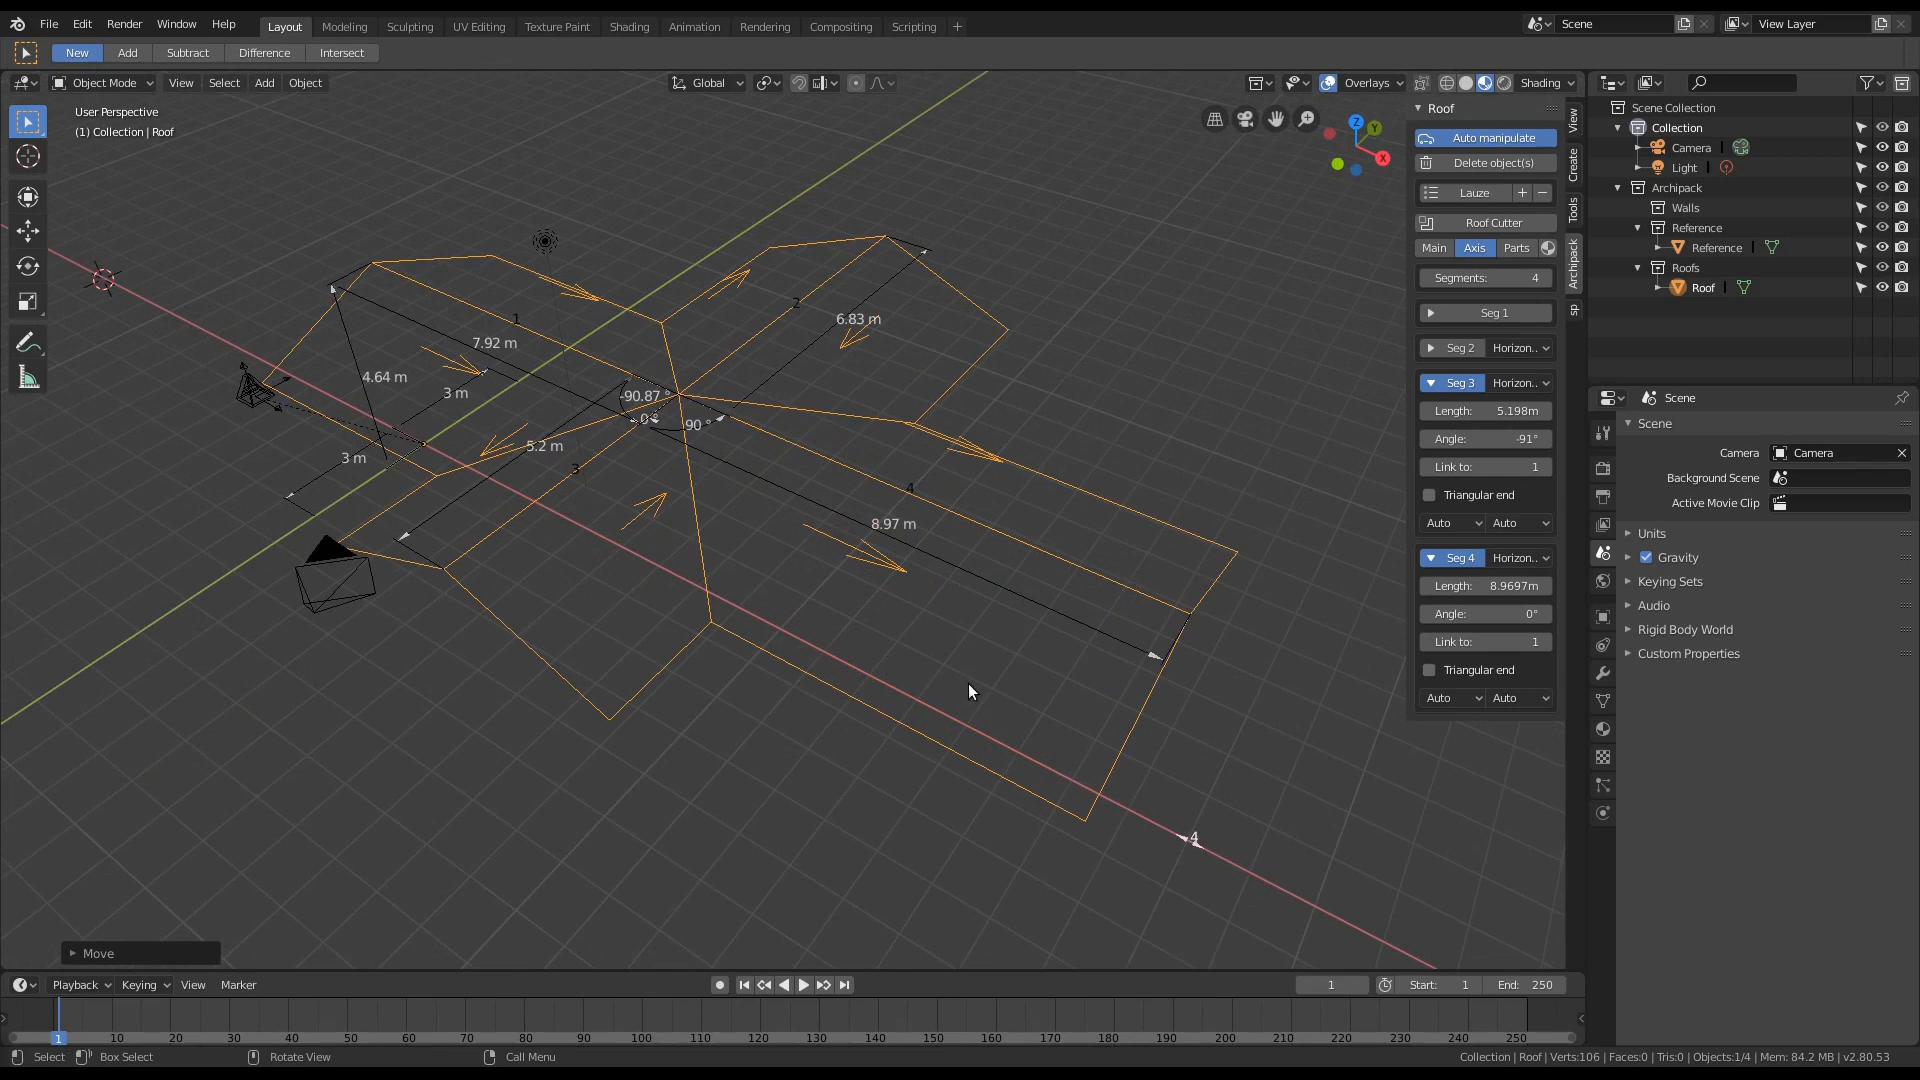 File Edit Render Window Help Layout Modeling Sculpting UV Editing Texture Paint Shading Animation Rendering Compositing Scripting + Scene View Layer
New Add Subtract Difference Intersect
Object Mode View Select Add Object Global Overlays Shading
User Perspective
(1) Collection | Roof
Z
Y
X
1
7.92 m
4.64 m
3 m
3 m
2
6.83 m
-90.87 °
0°
90 °
5.2 m
3
4
8.97 m
4
Move
Roof
Auto manipulate
Delete object(s)
Lauze + −
Roof Cutter
Main Axis Parts
Segments: 4
Seg 1
Seg 2 Horizon..
Seg 3 Horizon..
Length: 5.198m
Angle: -91°
Link to: 1
Triangular end
Auto Auto
Seg 4 Horizon..
Length: 8.9697m
Angle: 0°
Link to: 1
Triangular end
Auto Auto
View
Create
Tools
Archipack
sp
Scene Collection
Collection
Camera
Light
Archipack
Walls
Reference
Reference
Roofs
Roof
Scene
Scene
Camera Camera
Background Scene
Active Movie Clip
Units
Gravity
Keying Sets
Audio
Rigid Body World
Custom Properties
Playback Keying View Marker 1 Start: 1 End: 250
1 10 20 30 40 50 60 70 80 90 100 110 120 130 140 150 160 170 180 190 200 210 220 230 240 250
Select Box Select Rotate View Call Menu Collection | Roof | Verts:106 | Faces:0 | Tris:0 | Objects:1/4 | Mem: 84.2 MB | v2.80.53